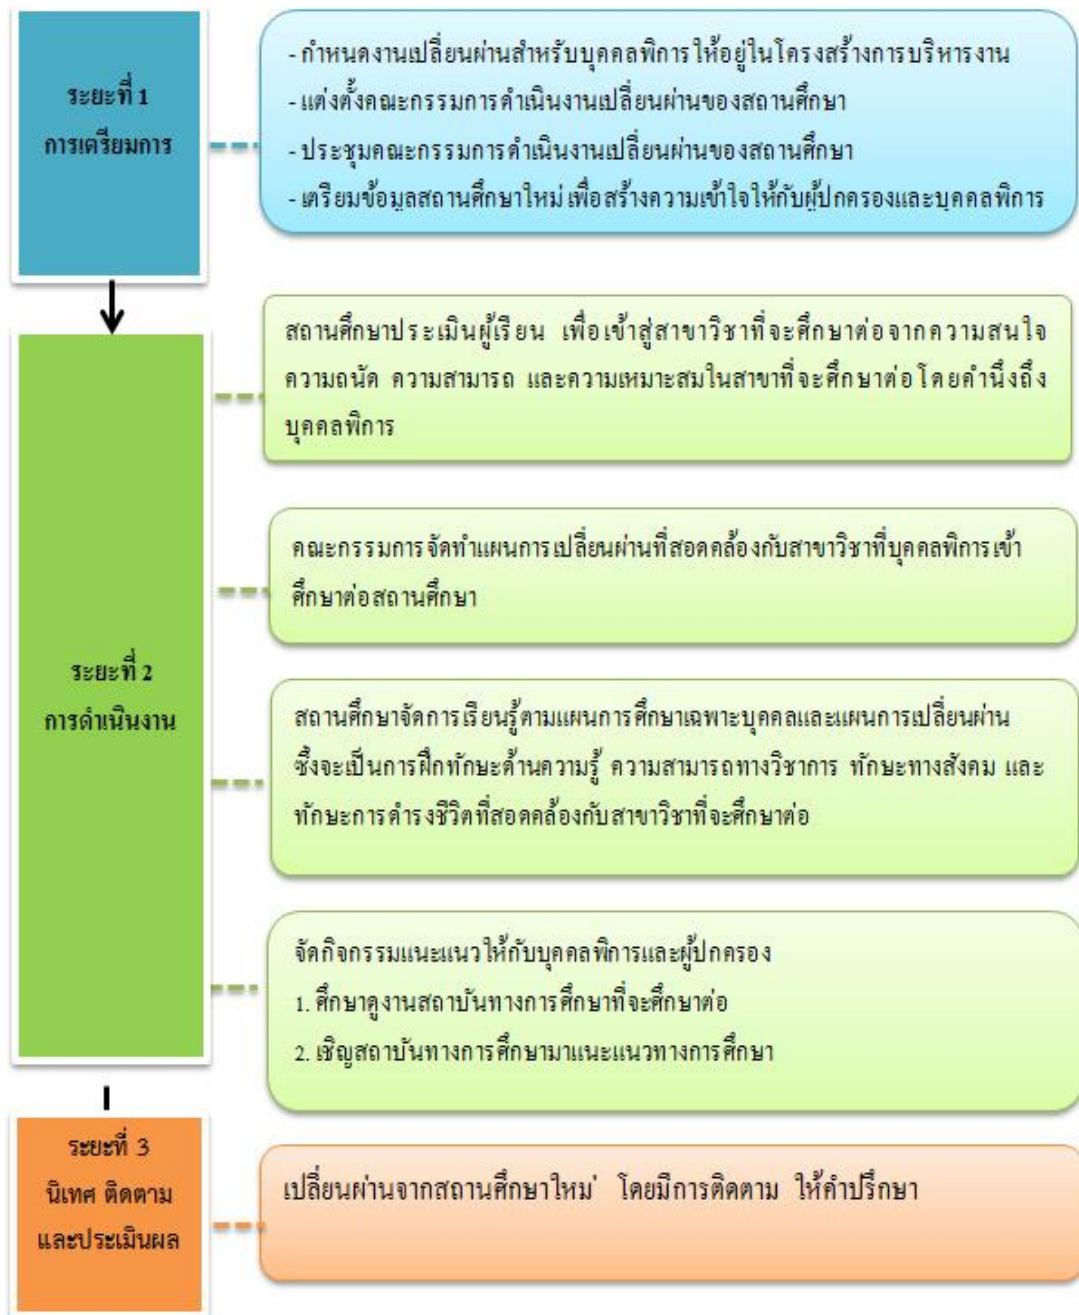 ระยะที่ 1
การเตรียมการ
- กำหนดงานเปลี่ยนผ่านสำหรับบุคคลพิการให้อยู่ในโครงสร้างการบริหารงาน
- แต่งตั้งคณะกรรมการดำเนินงานเปลี่ยนผ่านของสถานศึกษา
- ประชุมคณะกรรมการดำเนินงานเปลี่ยนผ่านของสถานศึกษา
- เตรียมข้อมูลสถานศึกษาใหม่ เพื่อสร้างความเข้าใจให้กับผู้ปกครองและบุคคลพิการ
ระยะที่ 2
การดำเนินงาน
สถานศึกษาประเมินผู้เรียน เพื่อเข้าสู่สาขาวิชาที่จะศึกษาต่อจากความสนใจ
ความถนัด ความสามารถ และความเหมาะสมในสาขาที่จะศึกษาต่อ โดยคำนึงถึง
บุคคลพิการ
คณะกรรมการจัดทำแผนการเปลี่ยนผ่านที่สอดคล้องกับสาขาวิชาที่บุคคลพิการเข้า
ศึกษาต่อสถานศึกษา
สถานศึกษาจัดการเรียนรู้ตามแผนการศึกษาเฉพาะบุคคลและแผนการเปลี่ยนผ่าน
ซึ่งจะเป็นการฝึกทักษะด้านความรู้ ความสามารถทางวิชาการ ทักษะทางสังคม และ
ทักษะการดำรงชีวิตที่สอดคล้องกับสาขาวิชาที่จะศึกษาต่อ
จัดกิจกรรมแนะแนวให้กับบุคคลพิการและผู้ปกครอง
1. ศึกษาดูงานสถาบันทางการศึกษาที่จะศึกษาต่อ
2. เชิญสถาบันทางการศึกษามาแนะแนวทางการศึกษา
ระยะที่ 3
นิเทศ ติดตาม
และประเมินผล
เปลี่ยนผ่านจากสถานศึกษาใหม่ โดยมีการติดตาม ให้คำปรึกษา